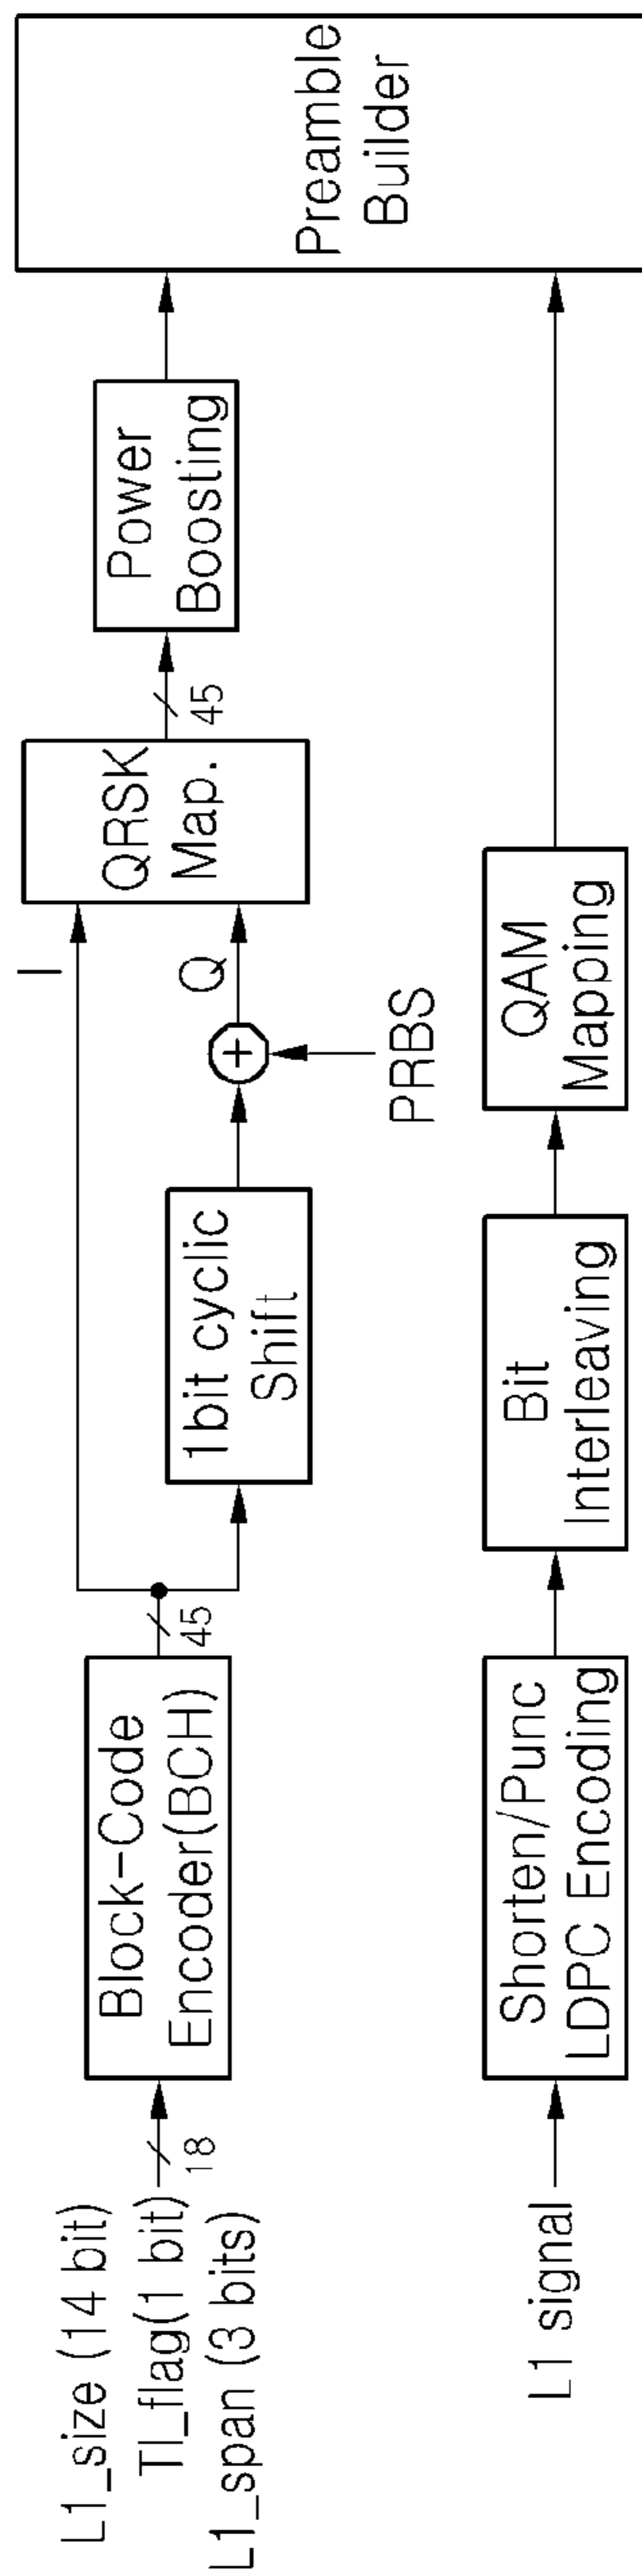 L1_size (14 bit)
TI_flag(1 bit)
L1_span (3 bits)
18
Block-Code
Encoder(BCH)
45
I
1bit cyclic
Shift
+
PRBS
Q
QRSK
Map.
45
Power
Boosting
Preamble
Builder
L1 signal
Shorten/Punc
LDPC Encoding
Bit
Interleaving
QAM
Mapping